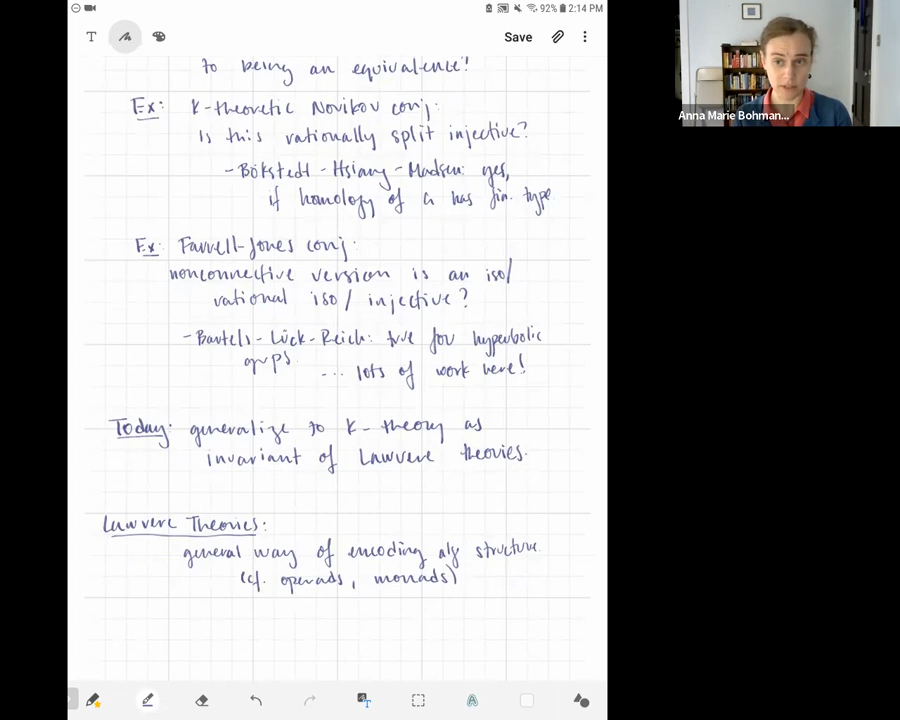 92% 2:14 PM
T Save
to being an equivalence!
Ex: K-theoretic Novikov conj:
Is this rationally split injective?
- Bökstedt - Hsiang - Madsen: yes,
if homology of G has fin. type
Ex: Farrell-Jones conj:
nonconnective version is an iso/
rational iso / injective?
- Bartels - Lück - Reich: true for hyperbolic
grps.
... lots of work here!
Today: generalize to K-theory as
invariant of Lawvere theories.
Lawvere Theories:
general way of encoding alg structure.
(cf. operads, monads)
Anna Marie Bohman...